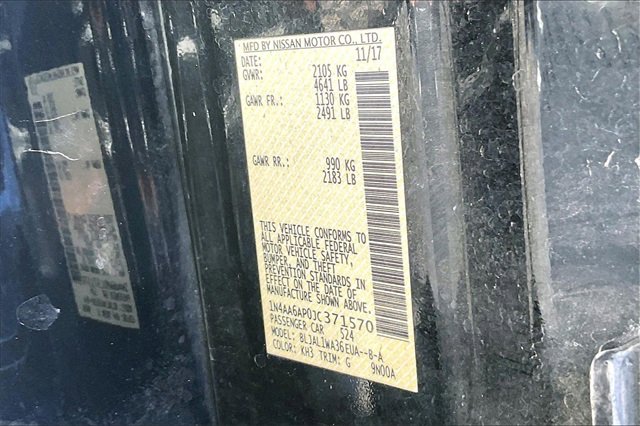 MFD BY NISSAN MOTOR CO., LTD.
DATE: 11/17
GVWR: 2105 KG
4641 LB
GAWR FR.: 1130 KG
2491 LB
GAWR RR.: 990 KG
2183 LB
THIS VEHICLE CONFORMS TO
ALL APPLICABLE FEDERAL
MOTOR VEHICLE SAFETY,
BUMPER, AND THEFT
PREVENTION STANDARDS IN
EFFECT ON THE DATE OF
MANUFACTURE SHOWN ABOVE.
1N4AA6AP0JC371570
PASSENGER CAR 524
MODEL: BLJALIWA36EUA--B-A
COLOR: KH3 TRIM: G 9N00A